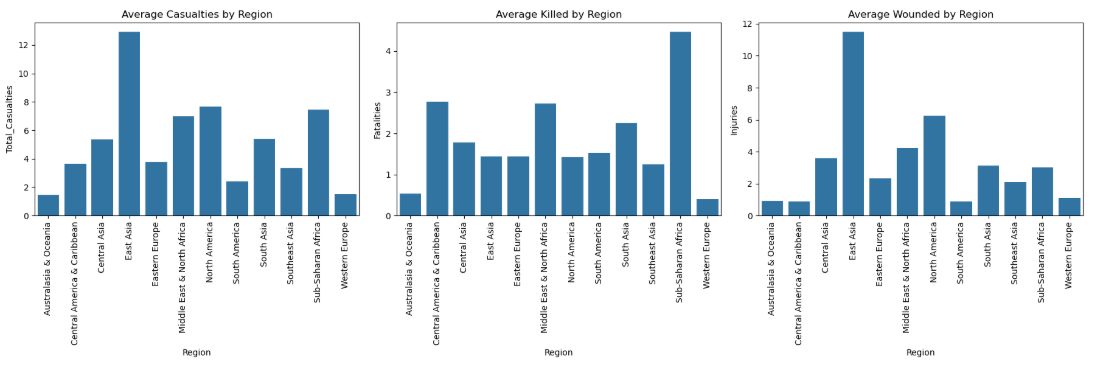 Average Casualties by Region
Total_Casualties
12
10
8
6
4
2
0
Australasia & Oceania
Central America & Caribbean
Central Asia
East Asia
Eastern Europe
Middle East & North Africa
North America
South America
South Asia
Southeast Asia
Sub-Saharan Africa
Western Europe
Region
Average Killed by Region
Fatalities
4
3
2
1
0
Australasia & Oceania
Central America & Caribbean
Central Asia
East Asia
Eastern Europe
Middle East & North Africa
North America
South America
South Asia
Southeast Asia
Sub-Saharan Africa
Western Europe
Region
Average Wounded by Region
Injuries
12
10
8
6
4
2
0
Australasia & Oceania
Central America & Caribbean
Central Asia
East Asia
Eastern Europe
Middle East & North Africa
North America
South America
South Asia
Southeast Asia
Sub-Saharan Africa
Western Europe
Region